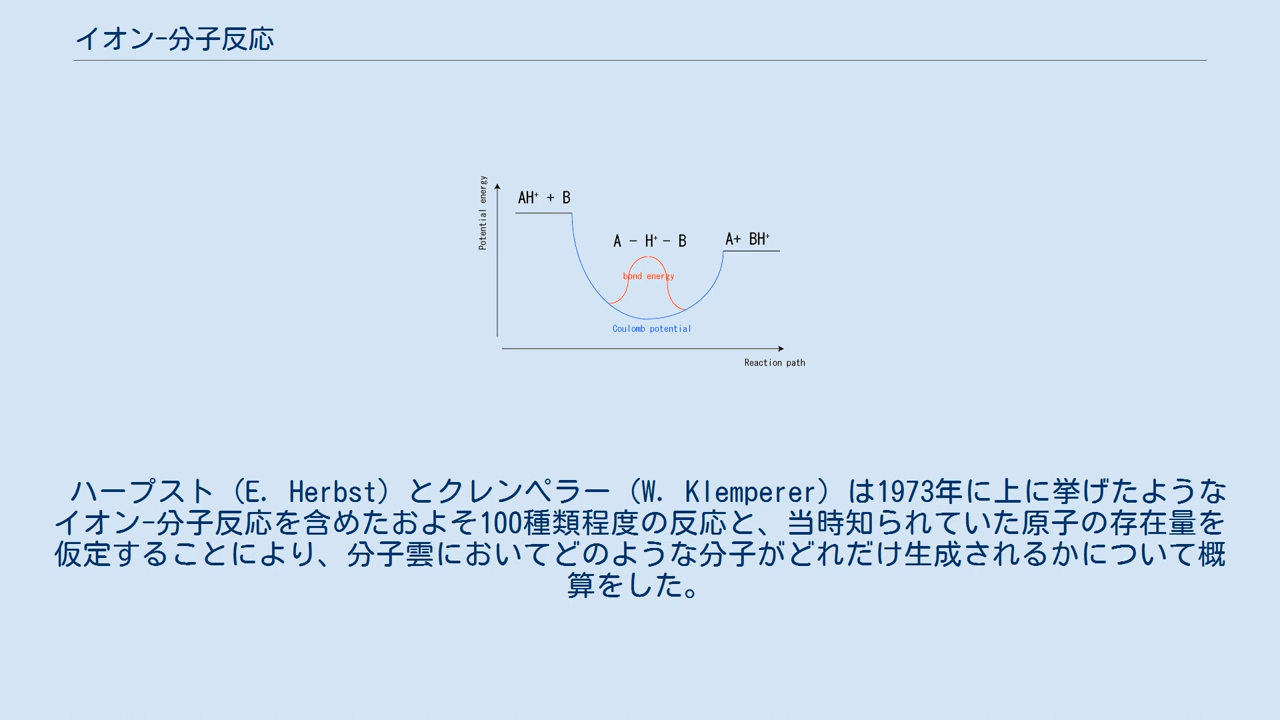 イオン-分子反応
Potential energy
AH⁺ + B
A - H⁺ - B
A+ BH⁺
bond energy
Coulomb potential
Reaction path
ハープスト（E. Herbst）とクレンペラー（W. Klemperer）は1973年に上に挙げたような
イオン-分子反応を含めたおよそ100種類程度の反応と、当時知られていた原子の存在量を
仮定することにより、分子雲においてどのような分子がどれだけ生成されるかについて概
算をした。